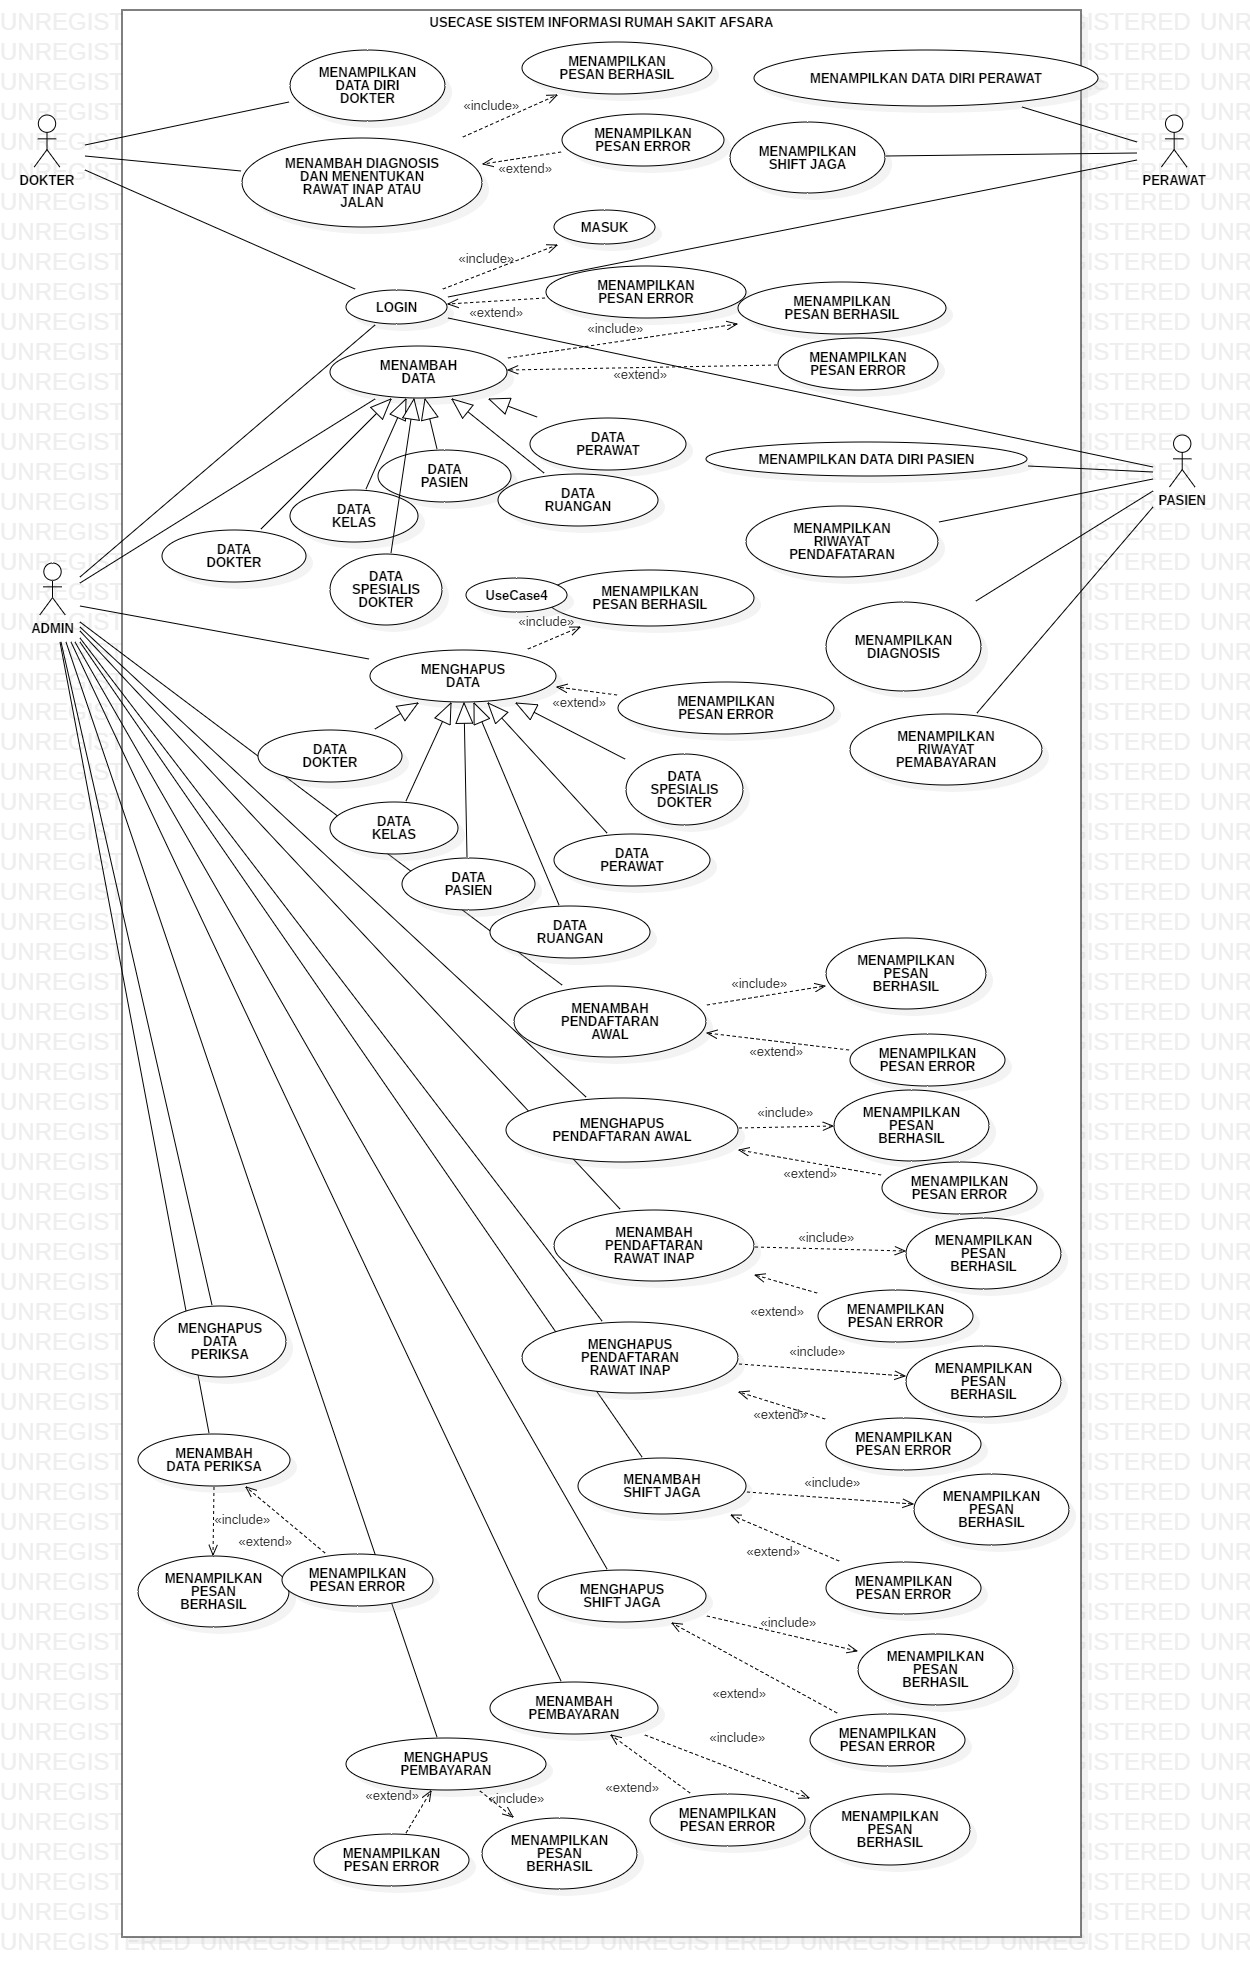 USECASE SISTEM INFORMASI RUMAH SAKIT AFSARA
MENAMPILKAN
DATA DIRI
DOKTER
MENAMPILKAN
PESAN BERHASIL
MENAMPILKAN DATA DIRI PERAWAT
«include»
MENAMPILKAN
PESAN ERROR
«extend»
MENAMPILKAN
SHIFT JAGA
DOKTER
PERAWAT
MENAMBAH DIAGNOSIS
DAN MENENTUKAN
RAWAT INAP ATAU
JALAN
MASUK
«include»
LOGIN
MENAMPILKAN
PESAN ERROR
«extend»
MENAMPILKAN
PESAN BERHASIL
«include»
MENAMBAH
DATA
MENAMPILKAN
PESAN ERROR
«extend»
DATA
PERAWAT
DATA
PASIEN
DATA
RUANGAN
DATA
KELAS
DATA
DOKTER
DATA
SPESIALIS
DOKTER
MENAMPILKAN DATA DIRI PASIEN
PASIEN
MENAMPILKAN
RIWAYAT
PENDAFATARAN
UseCase4
MENAMPILKAN
PESAN BERHASIL
«include»
ADMIN
MENAMPILKAN
DIAGNOSIS
MENGHAPUS
DATA
«extend»
MENAMPILKAN
PESAN ERROR
MENAMPILKAN
RIWAYAT
PEMABAYARAN
DATA
DOKTER
DATA
SPESIALIS
DOKTER
DATA
KELAS
DATA
PERAWAT
DATA
PASIEN
DATA
RUANGAN
MENAMBAH
PENDAFTARAN
AWAL
«include»
MENAMPILKAN
PESAN
BERHASIL
«extend»
MENAMPILKAN
PESAN ERROR
MENGHAPUS
PENDAFTARAN AWAL
«include»
MENAMPILKAN
PESAN
BERHASIL
«extend»
MENAMPILKAN
PESAN ERROR
MENAMBAH
PENDAFTARAN
RAWAT INAP
«include»
MENAMPILKAN
PESAN
BERHASIL
«extend»
MENAMPILKAN
PESAN ERROR
MENGHAPUS
DATA
PERIKSA
MENGHAPUS
PENDAFTARAN
RAWAT INAP
«include»
MENAMPILKAN
PESAN
BERHASIL
«extend»
MENAMPILKAN
PESAN ERROR
MENAMBAH
DATA PERIKSA
«include»
«extend»
MENAMPILKAN
PESAN
BERHASIL
MENAMPILKAN
PESAN ERROR
MENAMBAH
SHIFT JAGA
«include»
MENAMPILKAN
PESAN
BERHASIL
«extend»
MENAMPILKAN
PESAN ERROR
MENGHAPUS
SHIFT JAGA
«include»
MENAMPILKAN
PESAN
BERHASIL
«extend»
MENAMPILKAN
PESAN ERROR
MENAMBAH
PEMBAYARAN
«include»
«extend»
MENAMPILKAN
PESAN ERROR
MENAMPILKAN
PESAN
BERHASIL
MENGHAPUS
PEMBAYARAN
«extend»
«include»
MENAMPILKAN
PESAN ERROR
MENAMPILKAN
PESAN
BERHASIL
UNREGISTERED UNREGISTERED UNREGISTERED UNREGISTERED UNREGISTERED UNREGISTERED UNR